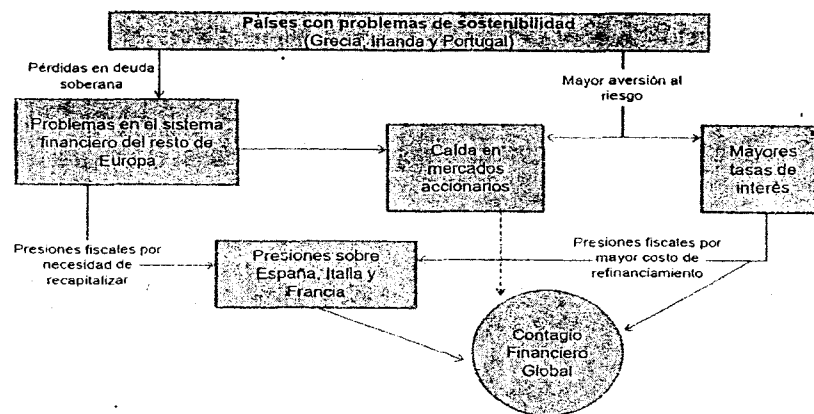 Países con problemas de sostenibilidad
(Grecia, Irlanda y Portugal)
Pérdidas en deuda
soberana
Mayor aversión al
riesgo
Problemas en el sistema
financiero del resto de
Europa
Caída en
mercados
accionarios
Mayores
tasas de
interés
Presiones fiscales por
necesidad de
recapitalizar
Presiones sobre
España, Italia y
Francia
Presiones fiscales por
mayor costo de
refinanciamiento
Contagio
Financiero
Global